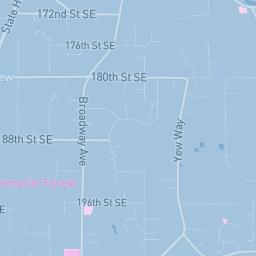 172nd St SE
State H
176th St SE
ew
180th St SE
Broadway Ave
Yew Way
88th St SE
emorial Forest
196th St SE
E